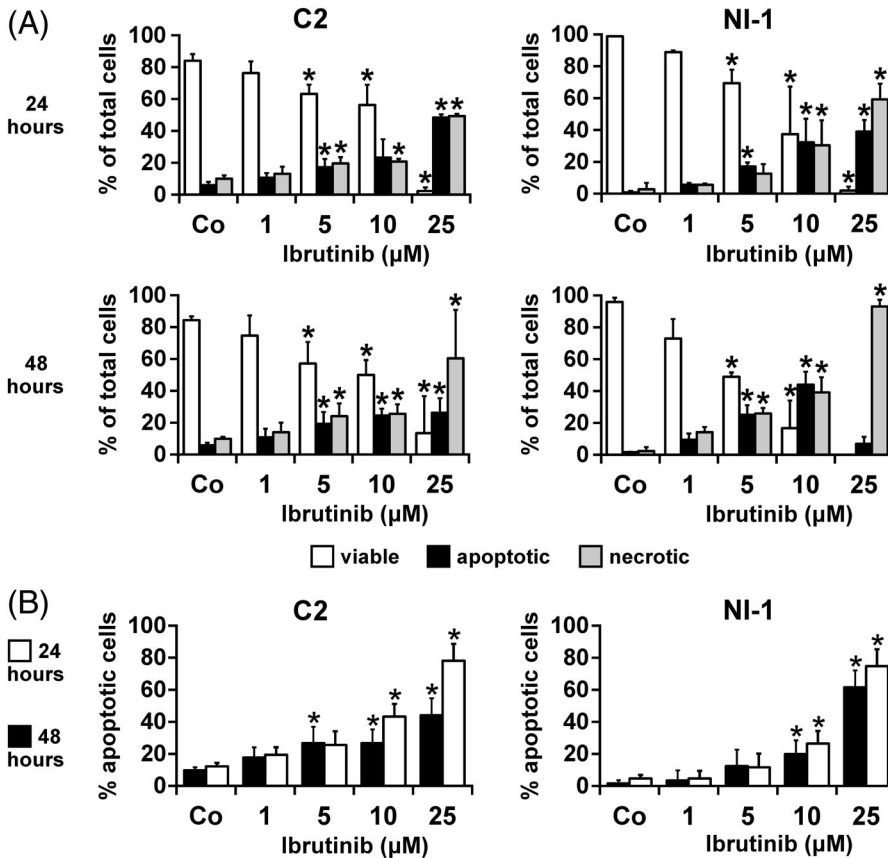 (A)
C2
NI-1
24
hours
% of total cells
100
80
60
40
20
0
* * * * * * * * *
Co 1 5 10 25
Ibrutinib (µM)
% of total cells
100
80
60
40
20
0
* * * * * * * *
Co 1 5 10 25
Ibrutinib (µM)
48
hours
% of total cells
100
80
60
40
20
0
* * * * * * * * *
Co 1 5 10 25
Ibrutinib (µM)
% of total cells
100
80
60
40
20
0
* * * * * * *
Co 1 5 10 25
Ibrutinib (µM)
viable apoptotic necrotic
(B)
24
hours
48
hours
C2
% apoptotic cells
100
80
60
40
20
0
* * * * *
Co 1 5 10 25
Ibrutinib (µM)
NI-1
% apoptotic cells
100
80
60
40
20
0
* * * *
Co 1 5 10 25
Ibrutinib (µM)